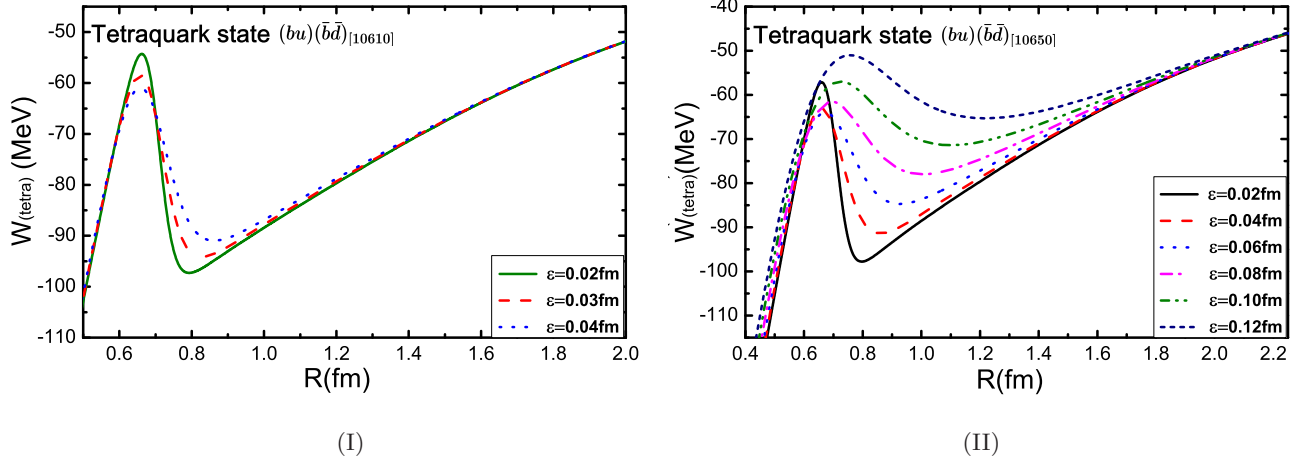 Tetraquark state (bu)(b̄d̄)[10610]
-50
-60
-70
-80
-90
-100
-110
W(tetra) (MeV)
0.6 0.8 1.0 1.2 1.4 1.6 1.8 2.0
R(fm)
ε=0.02fm
ε=0.03fm
ε=0.04fm
(I)
Tetraquark state (bu)(b̄d̄)[10650]
-40
-50
-60
-70
-80
-90
-100
-110
W(tetra)(MeV)
0.4 0.6 0.8 1.0 1.2 1.4 1.6 1.8 2.0 2.2
R(fm)
ε=0.02fm
ε=0.04fm
ε=0.06fm
ε=0.08fm
ε=0.10fm
ε=0.12fm
(II)